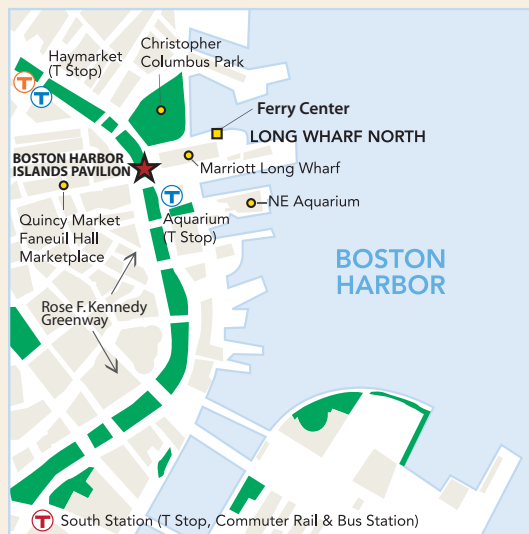 Haymarket
(T Stop)
Christopher
Columbus Park
T
T
Ferry Center
LONG WHARF NORTH
BOSTON HARBOR
ISLANDS PAVILION
Marriott Long Wharf
T
NE Aquarium
Quincy Market
Faneuil Hall
Marketplace
Aquarium
(T Stop)
BOSTON
HARBOR
Rose F. Kennedy
Greenway
T
South Station (T Stop, Commuter Rail & Bus Station)